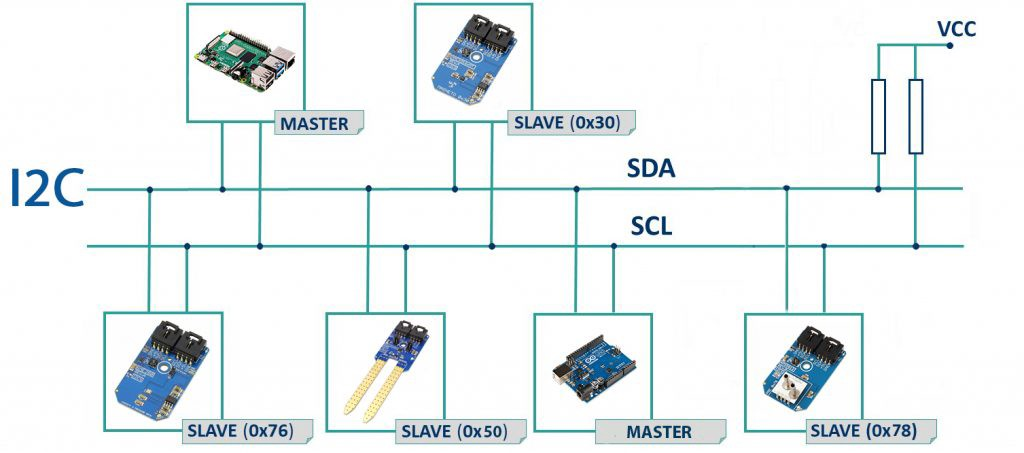 VCC
MASTER
SLAVE (0x30)
I2C
SDA
SCL
SLAVE (0x76)
SLAVE (0x50)
MASTER
SLAVE (0x78)